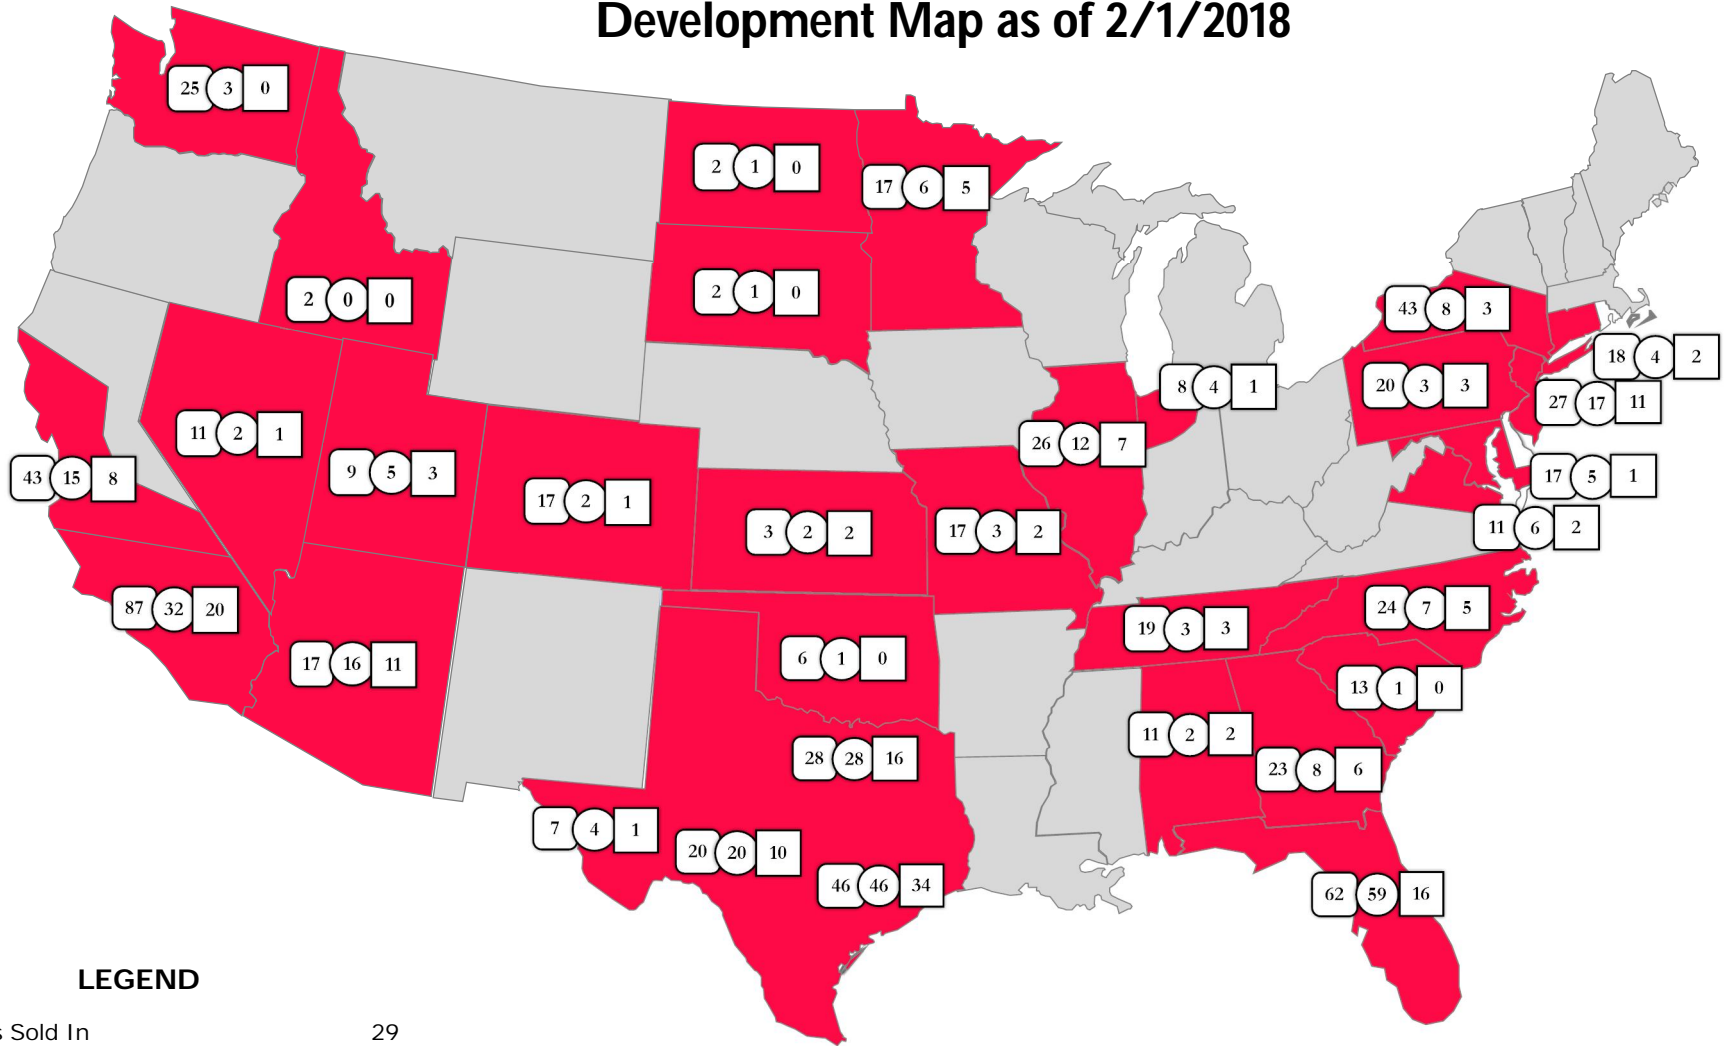 Development Map as of 2/1/2018
25 3 0
2 1 0
17 6 5
2 1 0
2 0 0
43 8 3
18 4 2
8 4 1
20 3 3
27 17 11
11 2 1
26 12 7
9 5 3
43 15 8
17 5 1
17 2 1
3 2 2
17 3 2
11 6 2
87 32 20
24 7 5
19 3 3
17 16 11
6 1 0
13 1 0
11 2 2
28 28 16
23 8 6
7 4 1
20 20 10
46 46 34
62 59 16
LEGEND
s Sold In 29